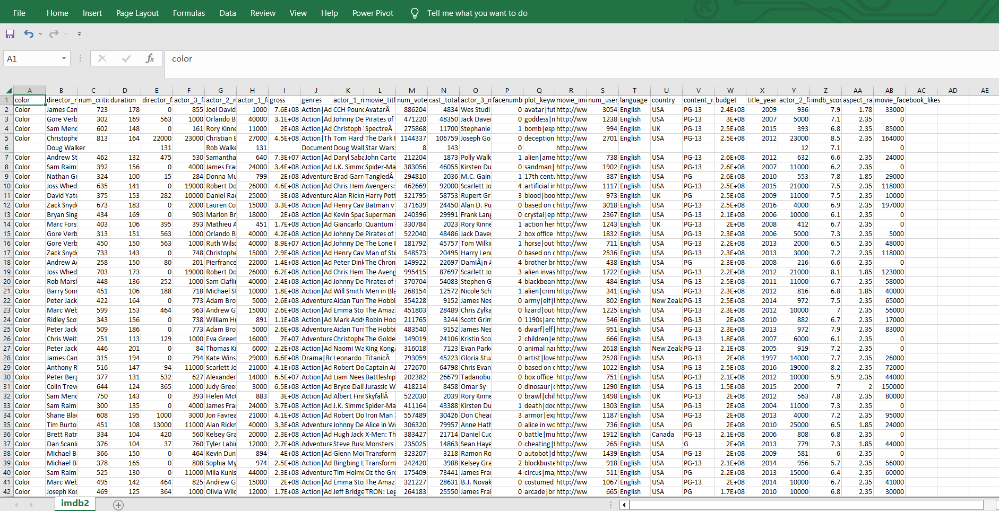 File Home Insert Page Layout Formulas Data Review View Help Power Pivot Tell me what you want to do
A1 fx color
A B C D E F G H I J K L M N O P Q R S T U V W X Y Z AA AB AC AD AE
1 color director_n num_critic duration director_f actor_3_fa actor_2_n actor_1_fa gross genres actor_1_n movie_titl num_vote cast_total actor_3_n facenumb plot_keyw movie_imd num_user language country content_r budget title_year actor_2_fa imdb_scor aspect_ra movie_facebook_likes
2 Color James Can 723 178 0 855 Joel David 1000 7.6E+08 Action|Ad CCH Poun AvatarÂ 886204 4834 Wes Studi 0 avatar|fut http://ww 3054 English USA PG-13 2.4E+08 2009 936 7.9 1.78 33000
3 Color Gore Verb 302 169 563 1000 Orlando B 40000 3.1E+08 Action|Ad Johnny De Pirates of 471220 48350 Jack Daver 0 goddess|n http://ww 1238 English USA PG-13 3E+08 2007 5000 7.1 2.35 0
4 Color Sam Menc 602 148 0 161 Rory Kinne 11000 2E+08 Action|Ad Christoph SpectreÂ 275868 11700 Stephanie 1 bomb|esp http://ww 994 English UK PG-13 2.5E+08 2015 393 6.8 2.35 85000
5 Color Christophe 813 164 22000 23000 Christian E 27000 4.5E+08 Action|Th Tom Hard The Dark 1144337 106759 Joseph Go 0 deception http://ww 2701 English USA PG-13 2.5E+08 2012 23000 8.5 2.35 164000
6 Doug Walker 131 Rob Walke 131 Document Doug Wall Star Wars: 8 143 0 http://ww 12 7.1 0
7 Color Andrew St 462 132 475 530 Samantha 640 7.3E+07 Action|Ad Daryl Saba John Carte 212204 1873 Polly Walk 1 alien|ame http://ww 738 English USA PG-13 2.6E+08 2012 632 6.6 2.35 24000
8 Color Sam Raim 392 156 0 4000 James Fra 24000 3.4E+08 Action|Ad J.K. Simmo Spider-Ma 383056 46055 Kirsten Du 0 sandman| http://ww 1902 English USA PG-13 2.6E+08 2007 11000 6.2 2.35 0
9 Color Nathan Gr 324 100 15 284 Donna Mu 799 2E+08 Adventure Brad Garr TangledÂ 294810 2036 M.C. Gain 1 17th centu http://ww 387 English USA PG 2.6E+08 2010 553 7.8 1.85 29000
10 Color Joss Whed 635 141 0 19000 Robert Do 26000 4.6E+08 Action|Ad Chris Hem Avengers: 462669 92000 Scarlett Jo 4 artificial ir http://ww 1117 English USA PG-13 2.5E+08 2015 21000 7.5 2.35 118000
11 Color David Yate 375 153 282 10000 Daniel Rac 25000 3E+08 Adventure Alan Rickn Harry Pott 321795 58753 Rupert Gr 3 blood|boo http://ww 973 English UK PG 2.5E+08 2009 11000 7.5 2.35 10000
12 Color Zack Snyd 673 183 0 2000 Lauren Co 15000 3.3E+08 Action|Ad Henry Cav Batman v 371639 24450 Alan D. Pu 0 based on c http://ww 3018 English USA PG-13 2.5E+08 2016 4000 6.9 2.35 197000
13 Color Bryan Sing 434 169 0 903 Marlon Br 18000 2E+08 Action|Ad Kevin Spac Superman 240396 29991 Frank Lang 0 crystal|ep http://ww 2367 English USA PG-13 2.1E+08 2006 10000 6.1 2.35 0
14 Color Marc Fors 403 106 395 393 Mathieu A 451 1.7E+08 Action|Ad Giancarlo Quantum 330784 2023 Rory Kinne 1 action her http://ww 1243 English UK PG-13 2E+08 2008 412 6.7 2.35 0
15 Color Gore Verb 313 151 563 1000 Orlando B 40000 4.2E+08 Action|Ad Johnny De Pirates of 522040 48486 Jack Daver 2 box office http://ww 1832 English USA PG-13 2.3E+08 2006 5000 7.3 2.35 5000
16 Color Gore Verb 450 150 563 1000 Ruth Wilso 40000 8.9E+07 Action|Ad Johnny De The Lone R 181792 45757 Tom Wilki 1 horse|out http://ww 711 English USA PG-13 2.2E+08 2013 2000 6.5 2.35 48000
17 Color Zack Snyd 733 143 0 748 Christophe 15000 2.9E+08 Action|Ad Henry Cav Man of Ste 548573 20495 Harry Len 0 based on c http://ww 2536 English USA PG-13 2.3E+08 2013 3000 7.2 2.35 118000
18 Color Andrew A 258 150 80 201 Pierfrance 22000 1.4E+08 Action|Ad Peter Dink The Chron 149922 22697 DamiÃ¡n A 4 brother br http://ww 438 English USA PG 2.3E+08 2008 216 6.6 2.35 0
19 Color Joss Whed 703 173 0 19000 Robert Do 26000 6.2E+08 Action|Ad Chris Hem The Aveng 995415 87697 Scarlett Jo 3 alien invas http://ww 1722 English USA PG-13 2.2E+08 2012 21000 8.1 1.85 123000
20 Color Rob Marsh 448 136 252 1000 Sam Claflin 40000 2.4E+08 Action|Ad Johnny De Pirates of 370704 54083 Stephen G 4 blackbeard http://ww 484 English USA PG-13 2.5E+08 2011 11000 6.7 2.35 58000
21 Color Barry Sonn 451 106 188 718 Michael St 10000 1.8E+08 Action|Ad Will Smith Men in Bla 268154 12572 Nicole Sch 1 alien|crim http://ww 341 English USA PG-13 2.3E+08 2012 816 6.8 1.85 40000
22 Color Peter Jack 422 164 0 773 Adam Bro 5000 2.6E+08 Adventure Aidan Turr The Hobbi 354228 9152 James Nes 0 army|elf|l http://ww 802 English New Zeala PG-13 2.5E+08 2014 972 7.5 2.35 65000
23 Color Marc Web 599 153 464 963 Andrew G 15000 2.6E+08 Action|Ad Emma Sto The Amaz 451803 28489 Chris Zylka 0 lizard|out http://ww 1225 English USA PG-13 2.3E+08 2012 10000 7 2.35 56000
24 Color Ridley Sco 343 156 0 738 William Hu 891 1.1E+08 Action|Ad Mark Add Robin Hoo 211765 3244 Scott Grim 0 1190s|arc http://ww 546 English USA PG-13 2E+08 2010 882 6.7 2.35 17000
25 Color Peter Jack 509 186 0 773 Adam Bro 5000 2.6E+08 Adventure Aidan Turr The Hobbi 483540 9152 James Nes 6 dwarf|elf| http://ww 951 English USA PG-13 2.3E+08 2013 972 7.9 2.35 83000
26 Color Chris Weit 251 113 129 1000 Eva Green 16000 7E+07 Adventure Christophe The Golde 149019 24106 Kristin Sco 2 children|e http://ww 666 English USA PG-13 1.8E+08 2007 6000 6.1 2.35 0
27 Color Peter Jack 446 201 0 84 Thomas Kr 6000 2.2E+08 Action|Ad Naomi Wa King Kong 316018 7123 Evan Park 0 animal nar http://ww 2618 English New Zeala PG-13 2.1E+08 2005 919 7.2 2.35 0
28 Color James Can 315 194 0 794 Kate Wins 29000 6.6E+08 Drama|Ro Leonardo TitanicÂ 793059 45223 Gloria Stu 0 artist|love http://ww 2528 English USA PG-13 2E+08 1997 14000 7.7 2.35 26000
29 Color Anthony R 516 147 94 11000 Scarlett Jo 21000 4.1E+08 Action|Ad Robert Do Captain Ar 272670 64798 Chris Evan 0 based on c http://ww 1022 English USA PG-13 2.5E+08 2016 19000 8.2 2.35 72000
30 Color Peter Berg 377 131 532 627 Alexander 14000 6.5E+07 Action|Ad Liam Nees Battleship 202382 26679 Tadanobu 0 box office http://ww 751 English USA PG-13 2.1E+08 2012 10000 5.9 2.35 44000
31 Color Colin Trevo 644 124 365 1000 Judy Greer 3000 6.5E+08 Action|Ad Bryce Dall Jurassic W 418214 8458 Omar Sy 0 dinosaur|c http://ww 1290 English USA PG-13 1.5E+08 2015 2000 7 2 150000
32 Color Sam Menc 750 143 0 393 Helen McC 883 3E+08 Action|Ad Albert Finr SkyfallÂ 522030 2039 Rory Kinne 0 brawl|chil http://ww 1498 English UK PG-13 2E+08 2012 563 7.8 2.35 80000
33 Color Sam Raim 300 135 0 4000 James Fra 24000 3.7E+08 Action|Ad J.K. Simmo Spider-Ma 411164 43388 Kirsten Du 1 death|doc http://ww 1303 English USA PG-13 2E+08 2004 11000 7.3 2.35 0
34 Color Shane Bla 608 195 1000 3000 Jon Favrea 21000 4.1E+08 Action|Ad Robert Do Iron Man 557489 30426 Don Chead 3 armor|exp http://ww 1187 English USA PG-13 2E+08 2013 4000 7.2 2.35 95000
35 Color Tim Burto 451 108 13000 11000 Alan Rickn 40000 3.3E+08 Adventure Johnny De Alice in Wo 306320 79957 Anne Hath 0 alice in wo http://ww 736 English USA PG 2E+08 2010 25000 6.5 1.85 24000
36 Color Brett Ratr 334 104 420 560 Kelsey Gra 20000 2.3E+08 Action|Ad Hugh Jack X-Men: Th 383427 21714 Daniel Cuc 0 battle|mu http://ww 1912 English Canada PG-13 2.1E+08 2006 808 6.8 2.35 0
37 Color Dan Scanl 376 104 37 760 Tyler Labir 12000 2.7E+08 Adventure Steve Busc Monsters 235025 14863 Sean Haye 0 cheating|f http://ww 265 English USA G 2E+08 2013 779 7.3 1.85 44000
38 Color Michael B 366 150 0 464 Kevin Dun 894 4E+08 Action|Ad Glenn Mor Transform 323207 3218 Ramon Ro 0 autobot|d http://ww 1439 English USA PG-13 2E+08 2009 581 6 2.35 0
39 Color Michael B 378 165 0 808 Sophia My 974 2.5E+08 Action|Ad Bingbing L Transform 242420 3988 Kelsey Gra 2 blockbuste http://ww 918 English USA PG-13 2.1E+08 2014 956 5.7 2.35 56000
40 Color Sam Raim 525 130 0 11000 Mila Kunis 44000 2.3E+08 Adventure Tim Holme Oz the Gre 175409 73441 James Fra 4 circus|ma http://ww 511 English USA PG 2.2E+08 2013 15000 6.4 2.35 60000
41 Color Marc Web 495 142 464 825 Andrew G 15000 2E+08 Action|Ad Emma Sto The Amaz 321227 28631 B.J. Novak 0 costumed http://ww 1067 English USA PG-13 2E+08 2014 10000 6.7 2.35 41000
42 Color Joseph Kos 469 125 364 1000 Olivia Wild 12000 1.7E+08 Action|Ad Jeff Bridge TRON: Leg 264183 25550 James Frai 0 arcade|br http://ww 665 English USA PG 1.7E+08 2010 10000 6.8 2.35 30000
imdb2